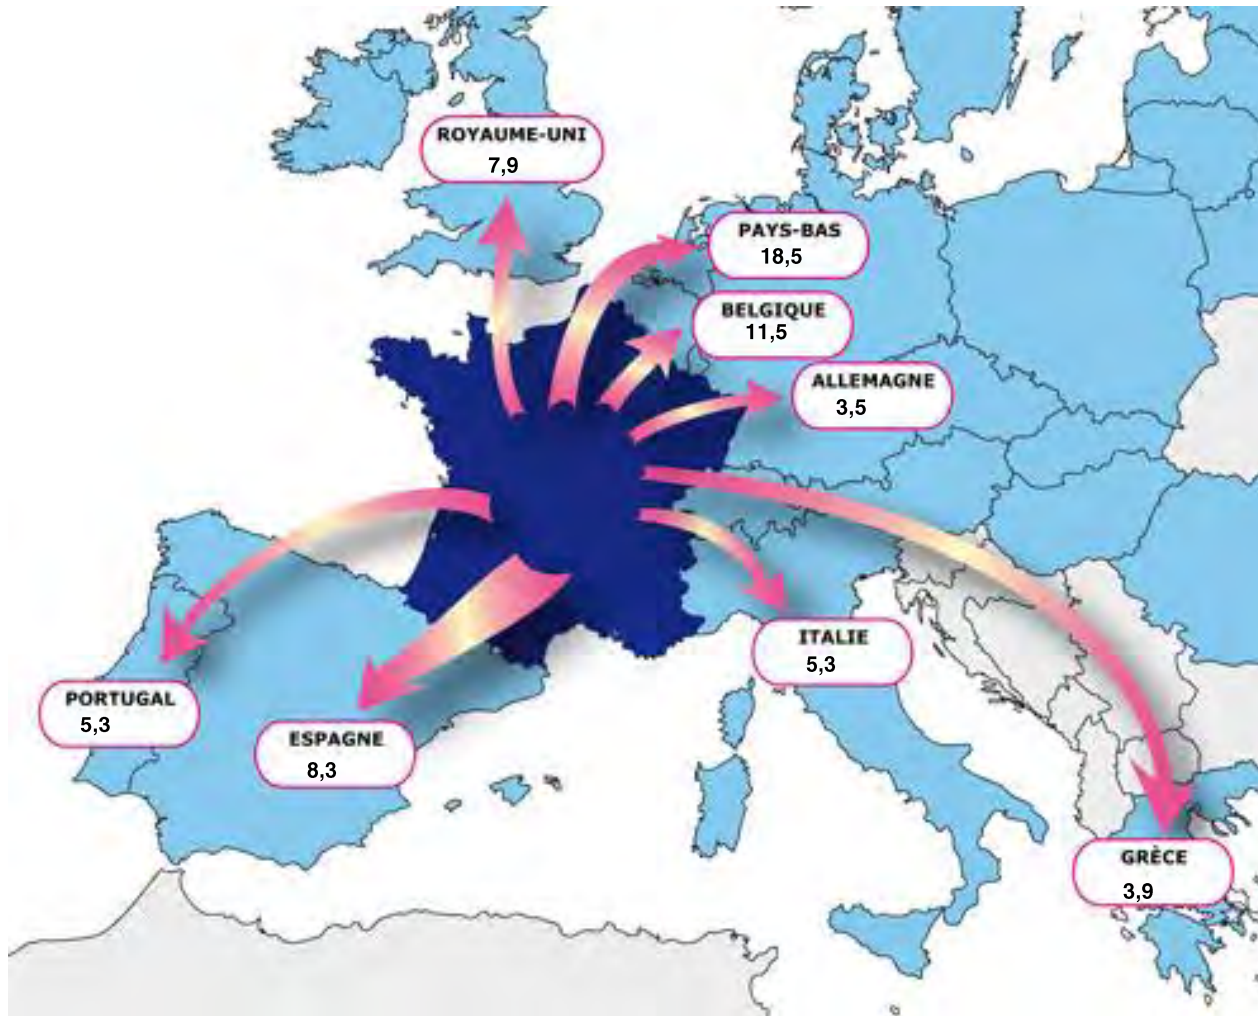 ROYAUME-UNI
7,9
PAYS-BAS
18,5
BELGIQUE
11,5
ALLEMAGNE
3,5
ITALIE
5,3
PORTUGAL
5,3
ESPAGNE
8,3
GRÈCE
3,9